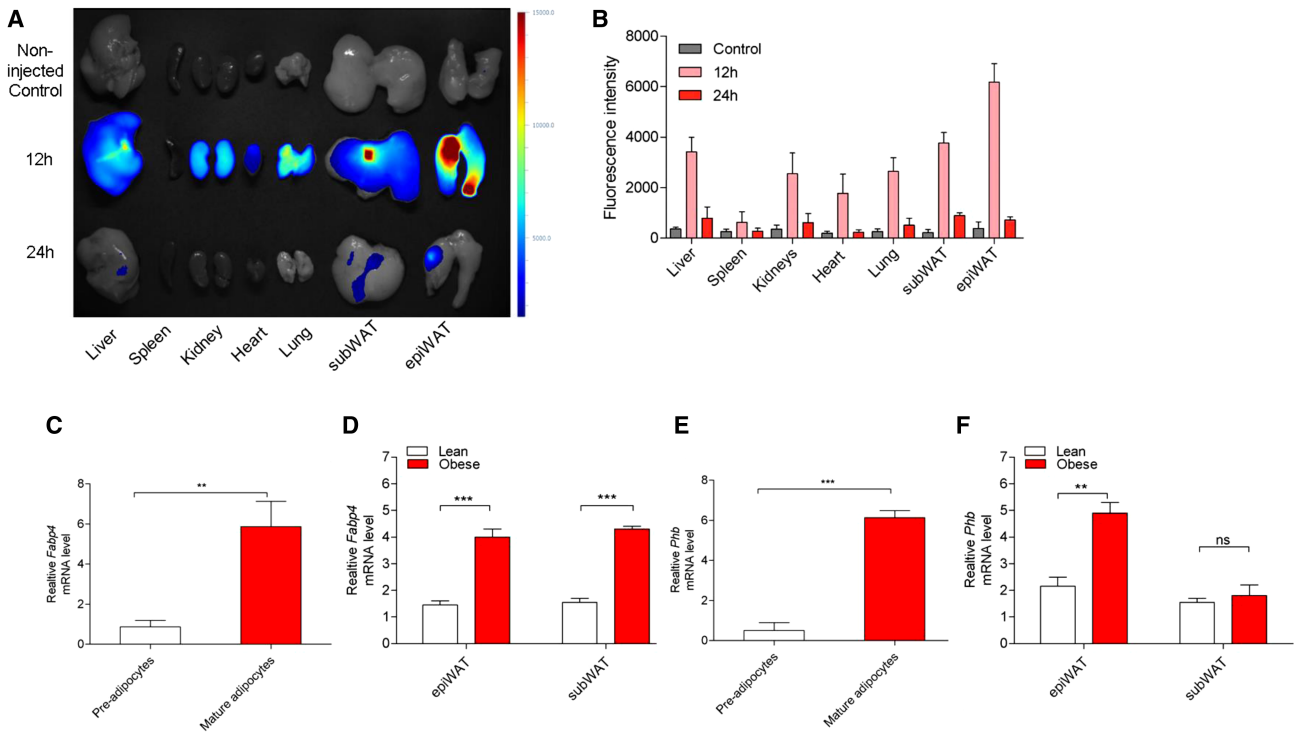 A
Non-
injected
Control
12h
24h
15000.0
10000.0
5000.0
Liver
Spleen
Kidney
Heart
Lung
subWAT
epiWAT
B
Fluorescence intensity
8000
6000
4000
2000
0
Control
12h
24h
Liver
Spleen
Kidneys
Heart
Lung
subWAT
epiWAT
C
Realtive Fabp4
mRNA level
8
6
4
2
0
**
Pre-adipocytes
Mature adipocytes
D
Lean
Obese
Realtive Fabp4
mRNA level
7
6
5
4
3
2
1
0
***
***
epiWAT
subWAT
E
Realtive Phb
mRNA level
8
6
4
2
0
***
Pre-adipocytes
Mature adipocytes
F
Lean
Obese
Realtive Phb
mRNA level
7
6
5
4
3
2
1
0
**
ns
epiWAT
subWAT